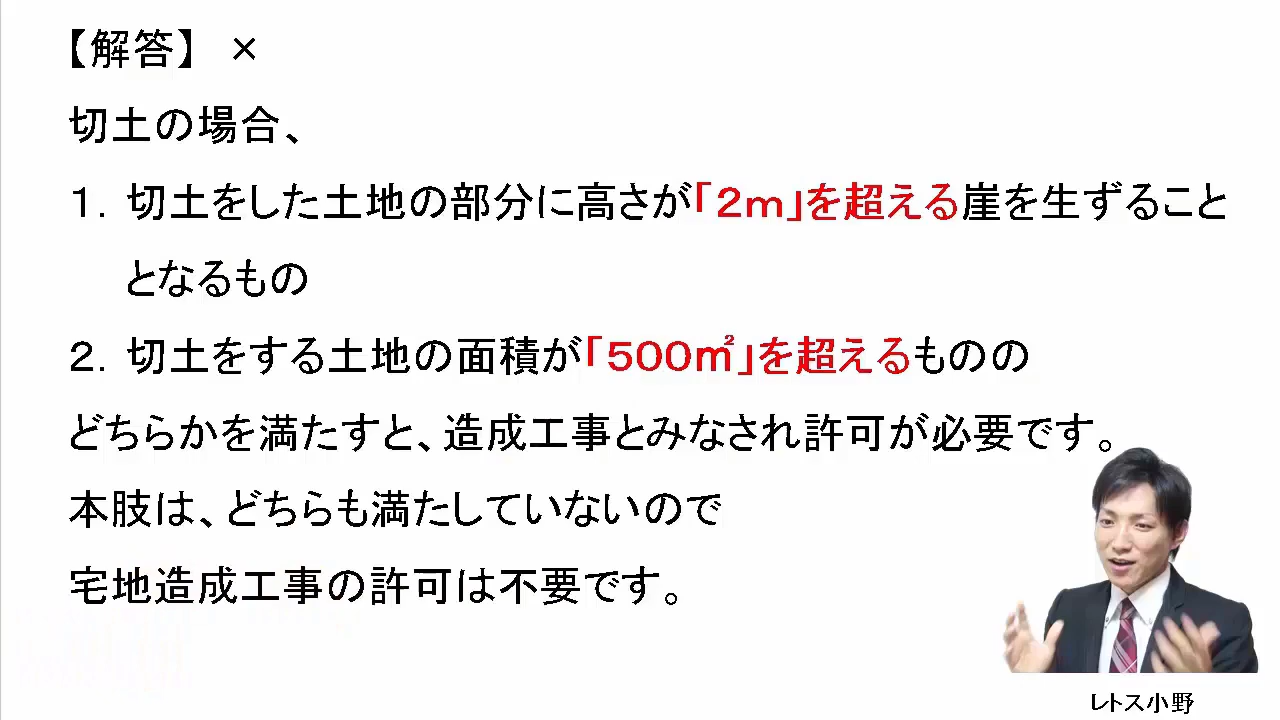 【解答】 ×
切土の場合、
１．切土をした土地の部分に高さが「２ｍ」を超える崖を生ずること
となるもの
２．切土をする土地の面積が「５００㎡」を超えるものの
どちらかを満たすと、造成工事とみなされ許可が必要です。
本肢は、どちらも満たしていないので
宅地造成工事の許可は不要です。
レトス小野